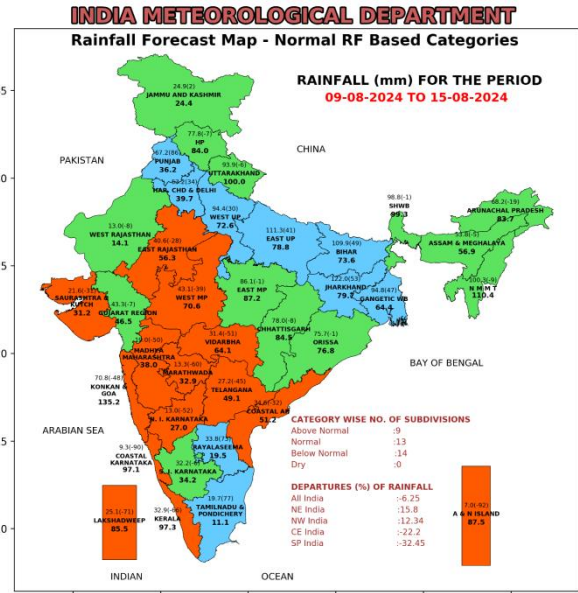 INDIA METEOROLOGICAL DEPARTMENT
Rainfall Forecast Map - Normal RF Based Categories
RAINFALL (mm) FOR THE PERIOD
09-08-2024 TO 15-08-2024
24.9(2)
JAMMU AND KASHMIR
24.4
77.8(-7)
HP
84.0
CHINA
PAKISTAN
67.2(86)
PUNJAB
36.2
93.9(-6)
UTTARAKHAND
100.0
HAR. CHD & DELHI
39.7
94.4(30)
WEST UP
72.6
98.8(-1)
SHWB
99.3
68.2(-19)
ARUNACHAL PRADESH
83.7
13.0(-8)
WEST RAJASTHAN
14.1
40.6(-28)
EAST RAJASTHAN
56.3
111.3(41)
EAST UP
78.8
109.9(49)
BIHAR
73.6
ASSAM & MEGHALAYA
56.9
100.3(-9)
N M M T
110.4
SAURASHTRA &
KUTCH
31.2
43.3(-7)
GUJARAT REGION
46.5
43.1(-39)
WEST MP
70.6
86.1(-1)
EAST MP
87.2
122.0(53)
JHARKHAND
79.7
94.8(47)
GANGETIC WB
64.4
78.0(-8)
CHHATTISGARH
84.5
75.7(-1)
ORISSA
76.8
MADHYA
MAHARASHTRA
38.0
31.4(-51)
VIDARBHA
64.1
13.3(-60)
MARATHWADA
32.9
27.2(-45)
TELANGANA
49.1
70.8(-48)
KONKAN &
GOA
135.2
BAY OF BENGAL
COASTAL AP
51.2
13.0(-52)
N. I. KARNATAKA
27.0
ARABIAN SEA
9.3(-90)
COASTAL
KARNATAKA
97.1
33.8(73)
RAYALASEEMA
19.5
S. I. KARNATAKA
34.2
CATEGORY WISE NO. OF SUBDIVISIONS
Above Normal :9
Normal :13
Below Normal :14
Dry :0
DEPARTURES (%) OF RAINFALL
All India :-6.25
NE India :15.8
NW India :12.34
CE India :-22.2
SP India :-32.45
25.1(-71)
LAKSHADWEEP
85.5
32.9(-66)
KERALA
97.3
19.7(77)
TAMILNADU &
PONDICHERY
11.1
7.0(-92)
A & N ISLAND
87.5
INDIAN OCEAN